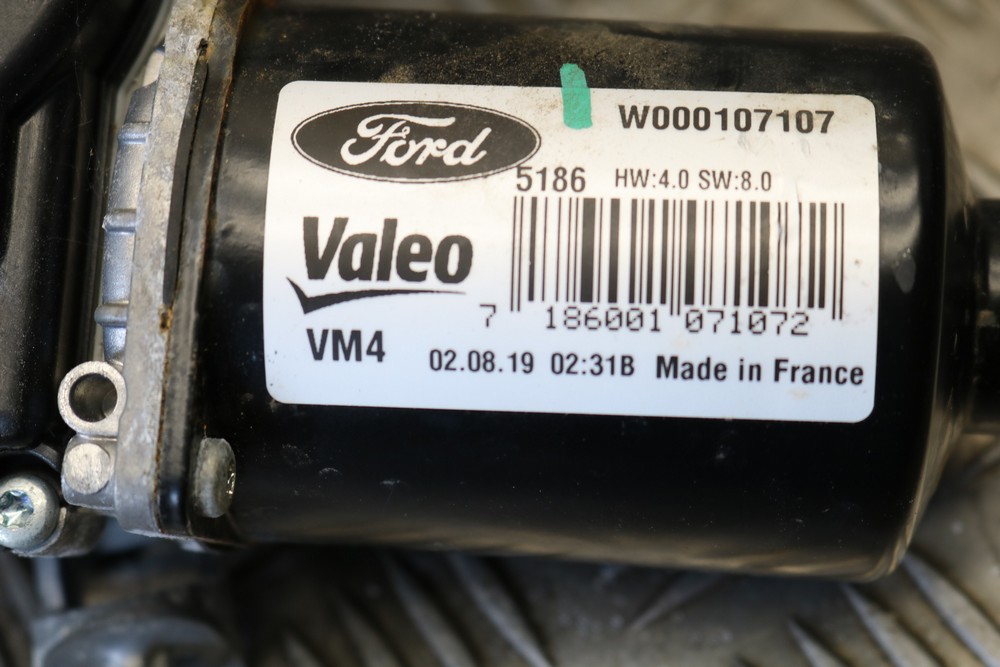 Ford
W000107107
5186 HW:4.0 SW:8.0
Valeo
7 186001 071072
VM4
02.08.19 02:31B Made in France